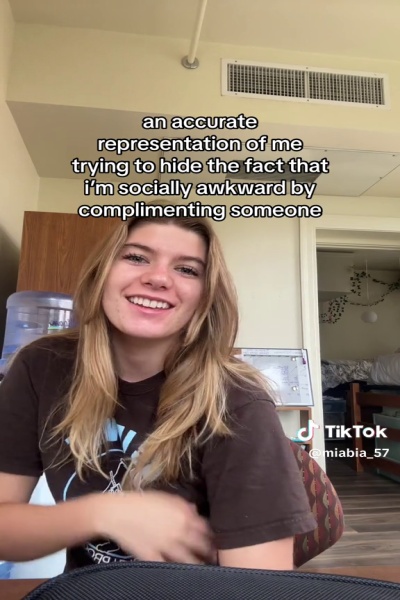 an accurate
representation of me
trying to hide the fact that
i'm socially awkward by
complimenting someone
TikTok
@miabia_57